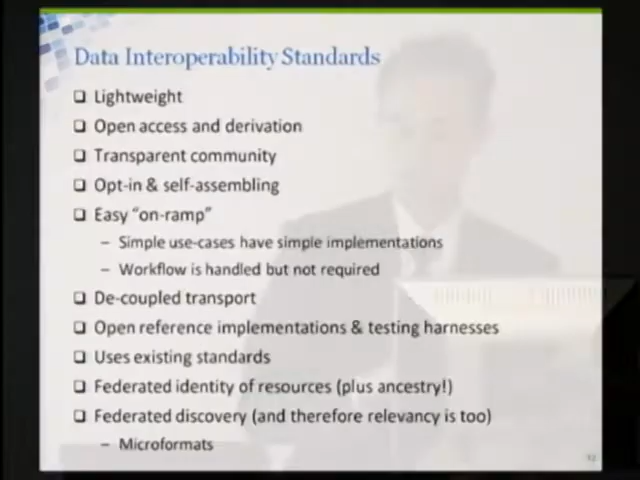 Data Interoperability Standards
❑ Lightweight
❑ Open access and derivation
❑ Transparent community
❑ Opt-in & self-assembling
❑ Easy "on-ramp"
– Simple use-cases have simple implementations
– Workflow is handled but not required
❑ De-coupled transport
❑ Open reference implementations & testing harnesses
❑ Uses existing standards
❑ Federated identity of resources (plus ancestry!)
❑ Federated discovery (and therefore relevancy is too)
– Microformats